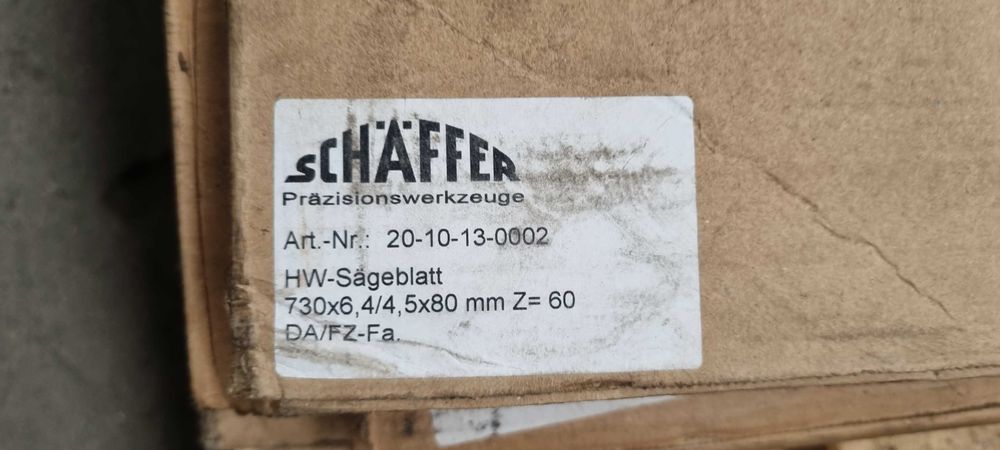 SCHÄFFER
Präzisionswerkzeuge
Art.-Nr.: 20-10-13-0002
HW-Sägeblatt
730x6,4/4,5x80 mm Z= 60
DA/FZ-Fa.